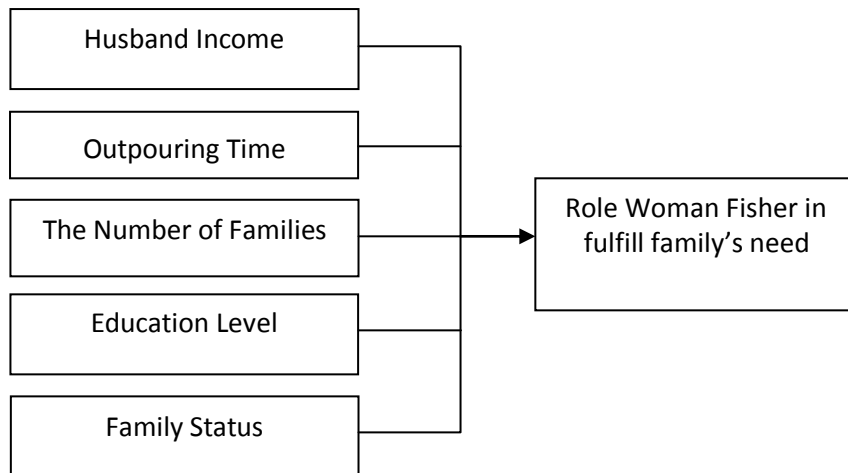 Husband Income
Outpouring Time
The Number of Families
Education Level
Family Status
Role Woman Fisher in
fulfill family’s need